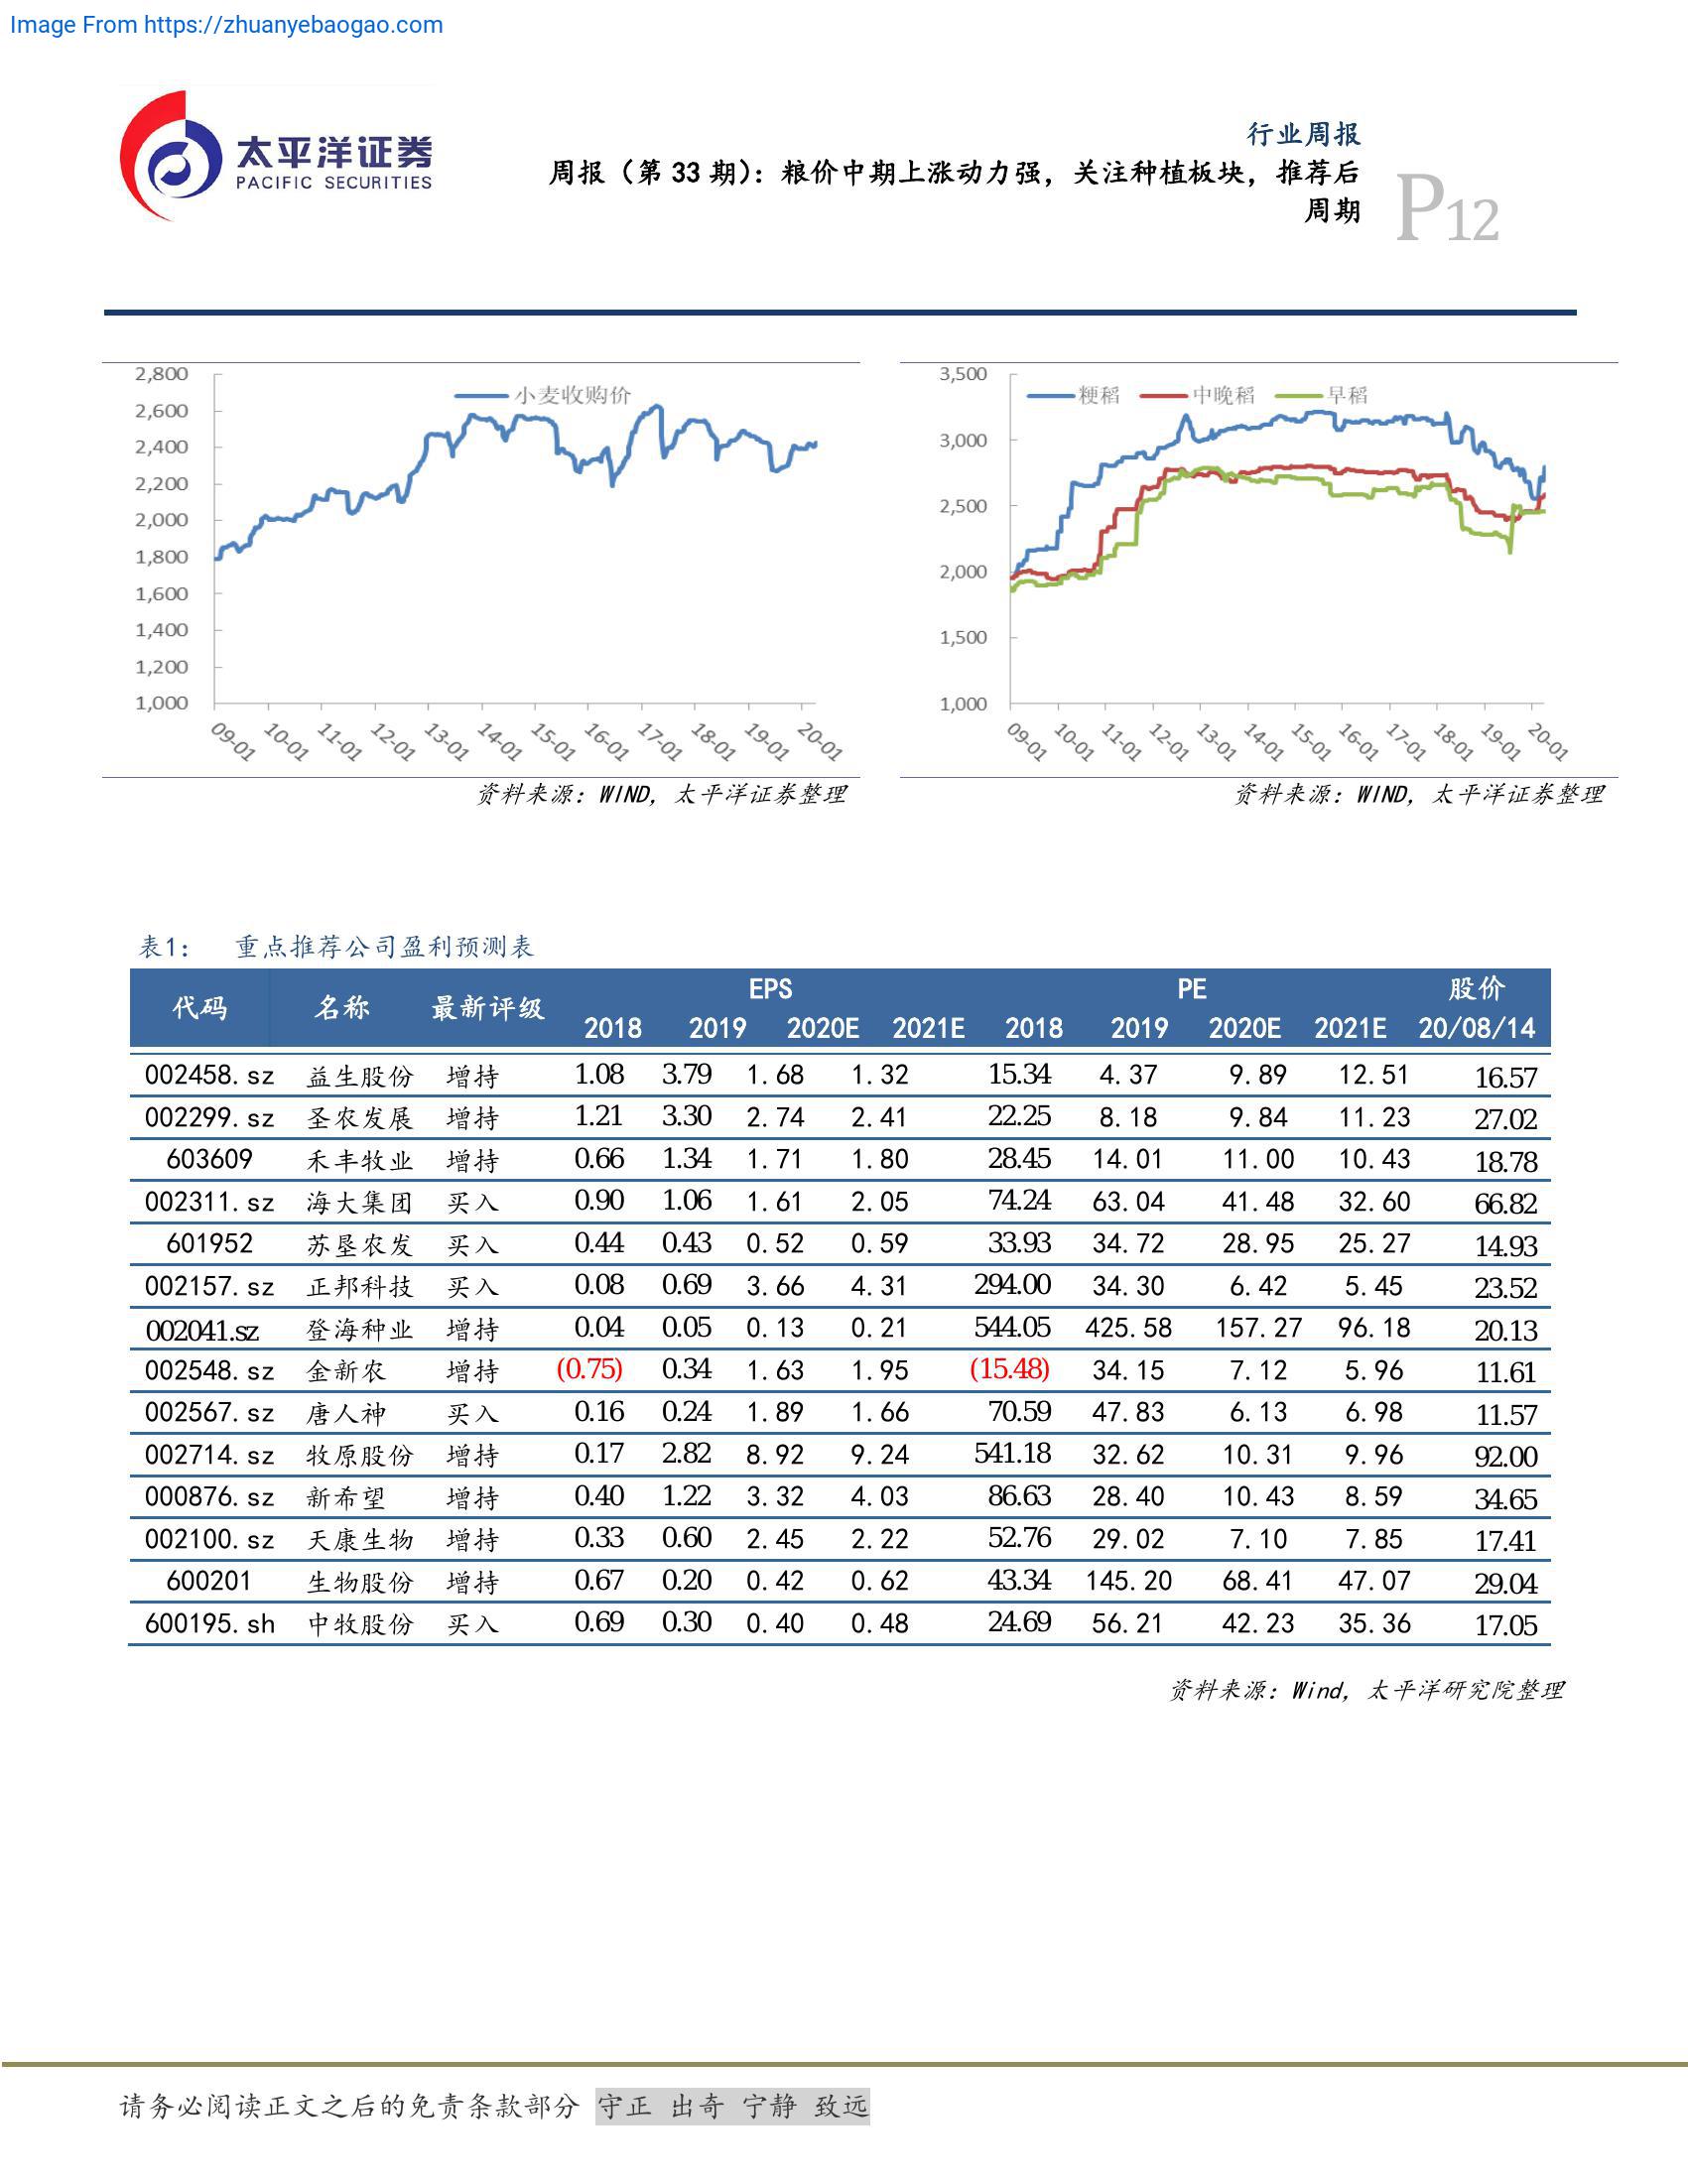 Image From https://zhuanyebaogao.com
太平洋证券
PACIFIC SECURITIES
行业周报
周报（第 33 期）：粮价中期上涨动力强，关注种植板块，推荐后
周期
P12
小麦收购价
2,800
2,600
2,400
2,200
2,000
1,800
1,600
1,400
1,200
1,000
09-01 10-01 11-01 12-01 13-01 14-01 15-01 16-01 17-01 18-01 19-01 20-01
资料来源：WIND，太平洋证券整理
粳稻 中晚稻 早稻
3,500
3,000
2,500
2,000
1,500
1,000
09-01 10-01 11-01 12-01 13-01 14-01 15-01 16-01 17-01 18-01 19-01 20-01
资料来源：WIND，太平洋证券整理
表1： 重点推荐公司盈利预测表
代码 名称 最新评级 EPS PE 股价
2018 2019 2020E 2021E 2018 2019 2020E 2021E 20/08/14
002458.sz 益生股份 增持 1.08 3.79 1.68 1.32 15.34 4.37 9.89 12.51 16.57
002299.sz 圣农发展 增持 1.21 3.30 2.74 2.41 22.25 8.18 9.84 11.23 27.02
603609 禾丰牧业 增持 0.66 1.34 1.71 1.80 28.45 14.01 11.00 10.43 18.78
002311.sz 海大集团 买入 0.90 1.06 1.61 2.05 74.24 63.04 41.48 32.60 66.82
601952 苏垦农发 买入 0.44 0.43 0.52 0.59 33.93 34.72 28.95 25.27 14.93
002157.sz 正邦科技 买入 0.08 0.69 3.66 4.31 294.00 34.30 6.42 5.45 23.52
002041.sz 登海种业 增持 0.04 0.05 0.13 0.21 544.05 425.58 157.27 96.18 20.13
002548.sz 金新农 增持 (0.75) 0.34 1.63 1.95 (15.48) 34.15 7.12 5.96 11.61
002567.sz 唐人神 买入 0.16 0.24 1.89 1.66 70.59 47.83 6.13 6.98 11.57
002714.sz 牧原股份 增持 0.17 2.82 8.92 9.24 541.18 32.62 10.31 9.96 92.00
000876.sz 新希望 增持 0.40 1.22 3.32 4.03 86.63 28.40 10.43 8.59 34.65
002100.sz 天康生物 增持 0.33 0.60 2.45 2.22 52.76 29.02 7.10 7.85 17.41
600201 生物股份 增持 0.67 0.20 0.42 0.62 43.34 145.20 68.41 47.07 29.04
600195.sh 中牧股份 买入 0.69 0.30 0.40 0.48 24.69 56.21 42.23 35.36 17.05
资料来源：Wind，太平洋研究院整理
请务必阅读正文之后的免责条款部分 守正 出奇 宁静 致远